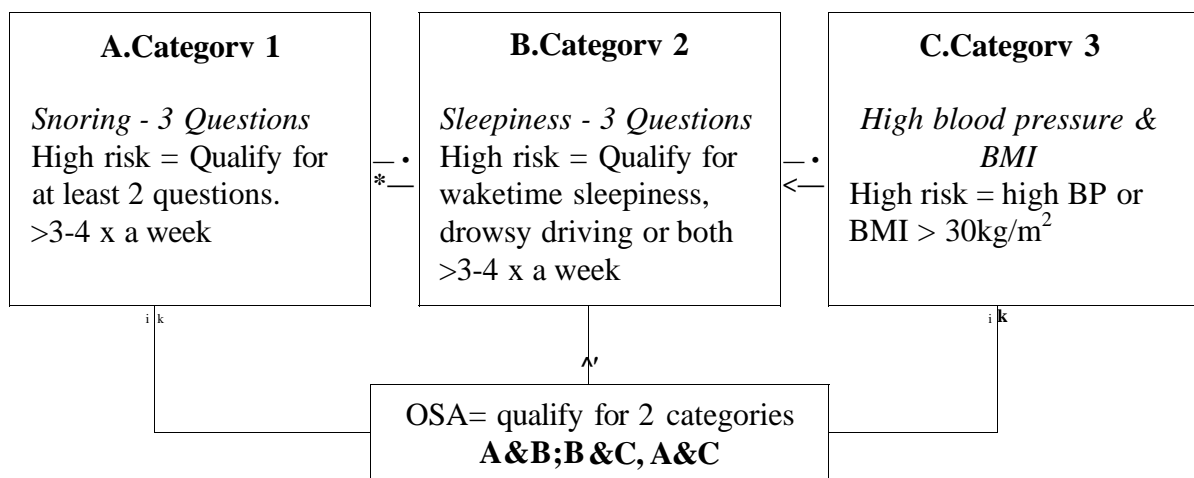 A.Categorv 1
Snoring - 3 Questions
High risk = Qualify for
at least 2 questions.
>3-4 x a week
— •
*—
B.Categorv 2
Sleepiness - 3 Questions
High risk = Qualify for
waketime sleepiness,
drowsy driving or both
>3-4 x a week
— •
<—
C.Categorv 3
High blood pressure &
BMI
High risk = high BP or
BMI > 30kg/m²
i k
^'
i k
OSA= qualify for 2 categories
A&B;B &C, A&C